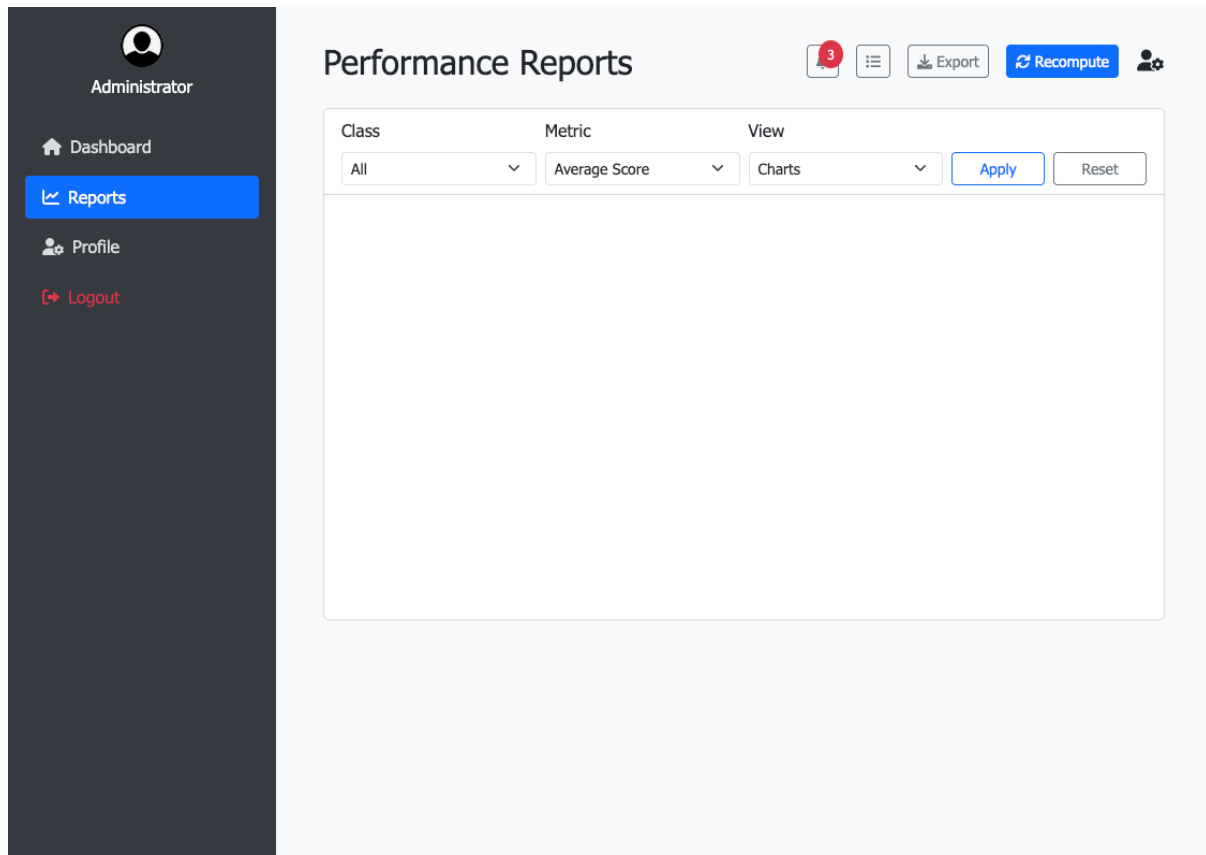 Administrator
Dashboard
Reports
Profile
Logout
Performance Reports
3
Export
Recompute
Class
Metric
View
All
Average Score
Charts
Apply
Reset